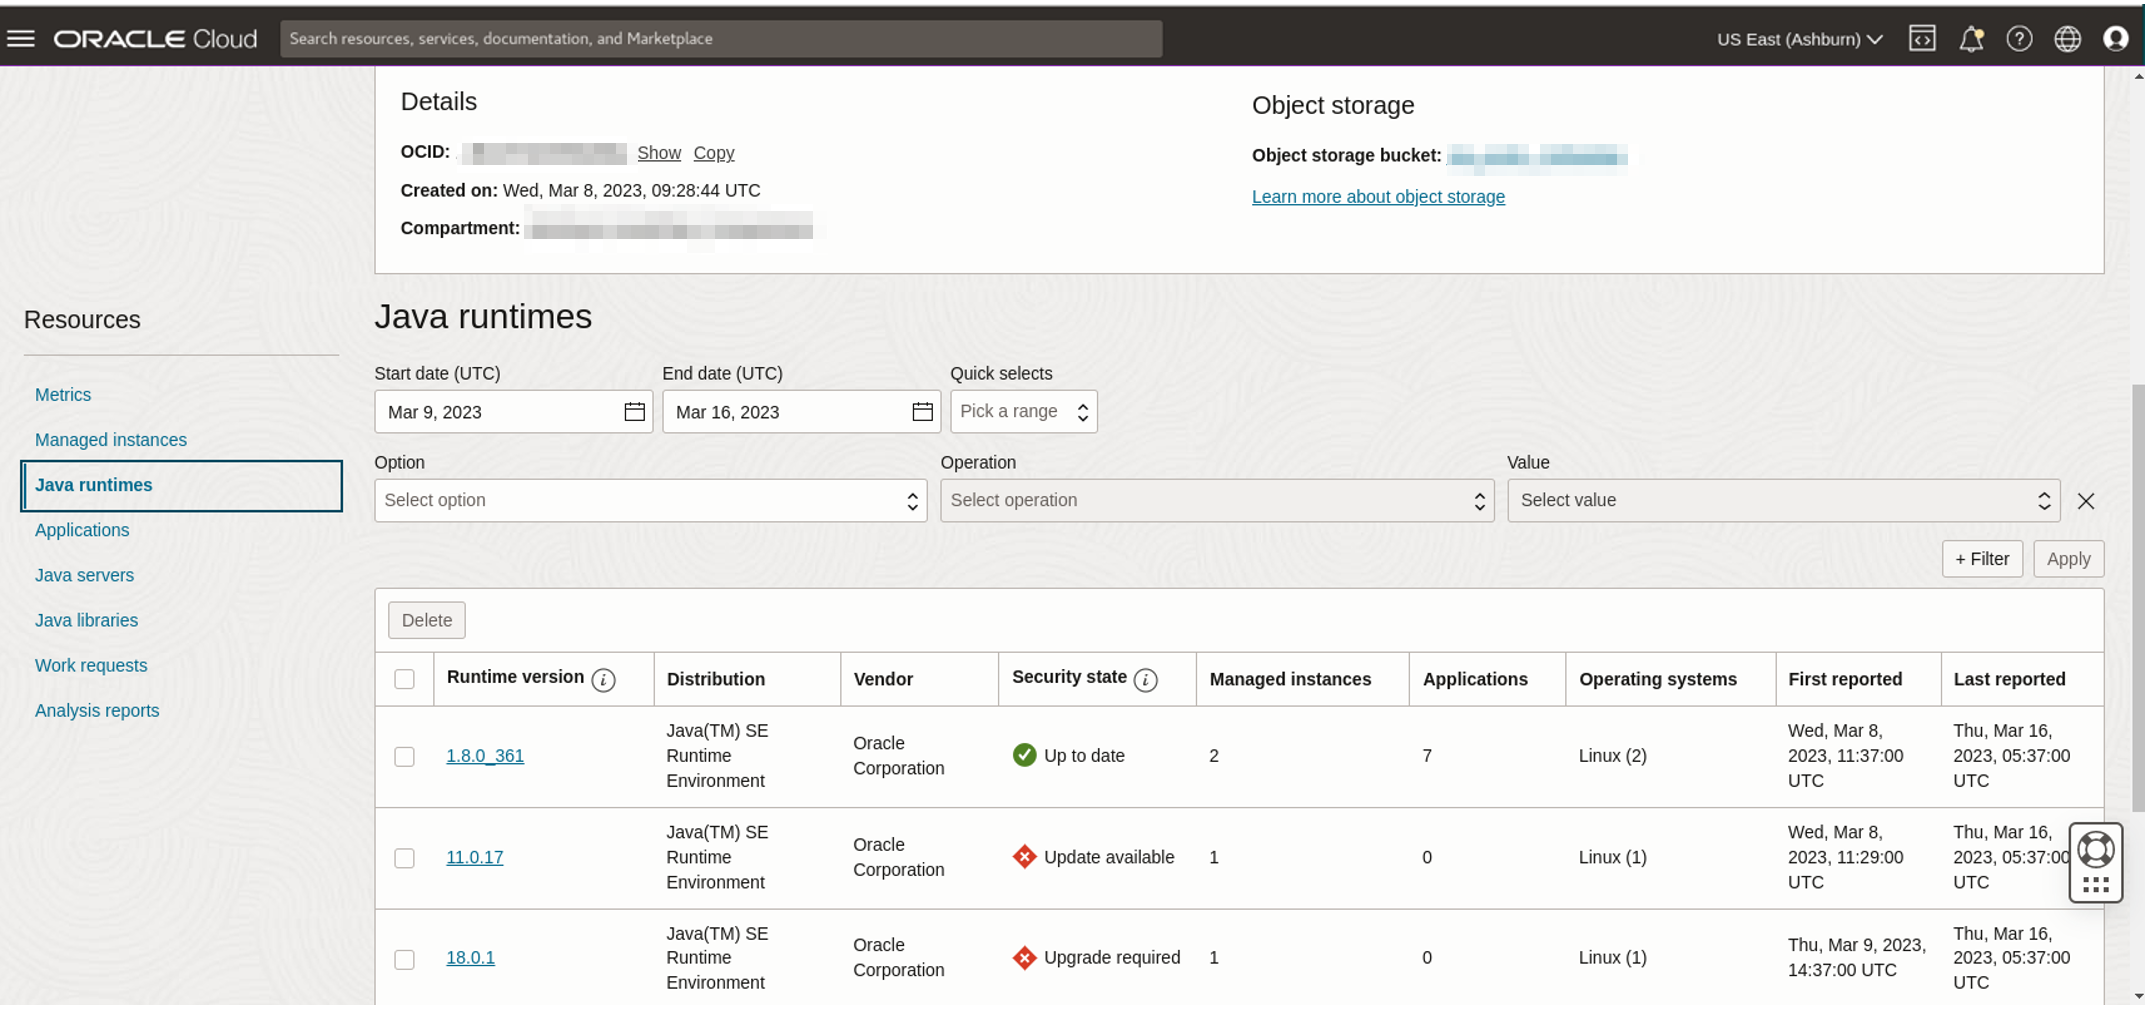 ORACLE Cloud
Search resources, services, documentation, and Marketplace
US East (Ashburn)
Details
OCID: Show Copy
Created on: Wed, Mar 8, 2023, 09:28:44 UTC
Compartment:
Object storage
Object storage bucket:
Learn more about object storage
Resources
Metrics
Managed instances
Java runtimes
Applications
Java servers
Java libraries
Work requests
Analysis reports
Java runtimes
Start date (UTC) End date (UTC) Quick selects
Mar 9, 2023 Mar 16, 2023 Pick a range
Option Operation Value
Select option Select operation Select value
+ Filter Apply
Delete
Runtime version Distribution Vendor Security state Managed instances Applications Operating systems First reported Last reported
1.8.0_361
Java(TM) SE
Runtime
Environment
Oracle
Corporation
Up to date
2
7
Linux (2)
Wed, Mar 8,
2023, 11:37:00
UTC
Thu, Mar 16,
2023, 05:37:00
UTC
11.0.17
Java(TM) SE
Runtime
Environment
Oracle
Corporation
Update available
1
0
Linux (1)
Wed, Mar 8,
2023, 11:29:00
UTC
Thu, Mar 16,
2023, 05:37:00
UTC
18.0.1
Java(TM) SE
Runtime
Environment
Oracle
Corporation
Upgrade required
1
0
Linux (1)
Thu, Mar 9, 2023,
14:37:00 UTC
Thu, Mar 16,
2023, 05:37:00
UTC